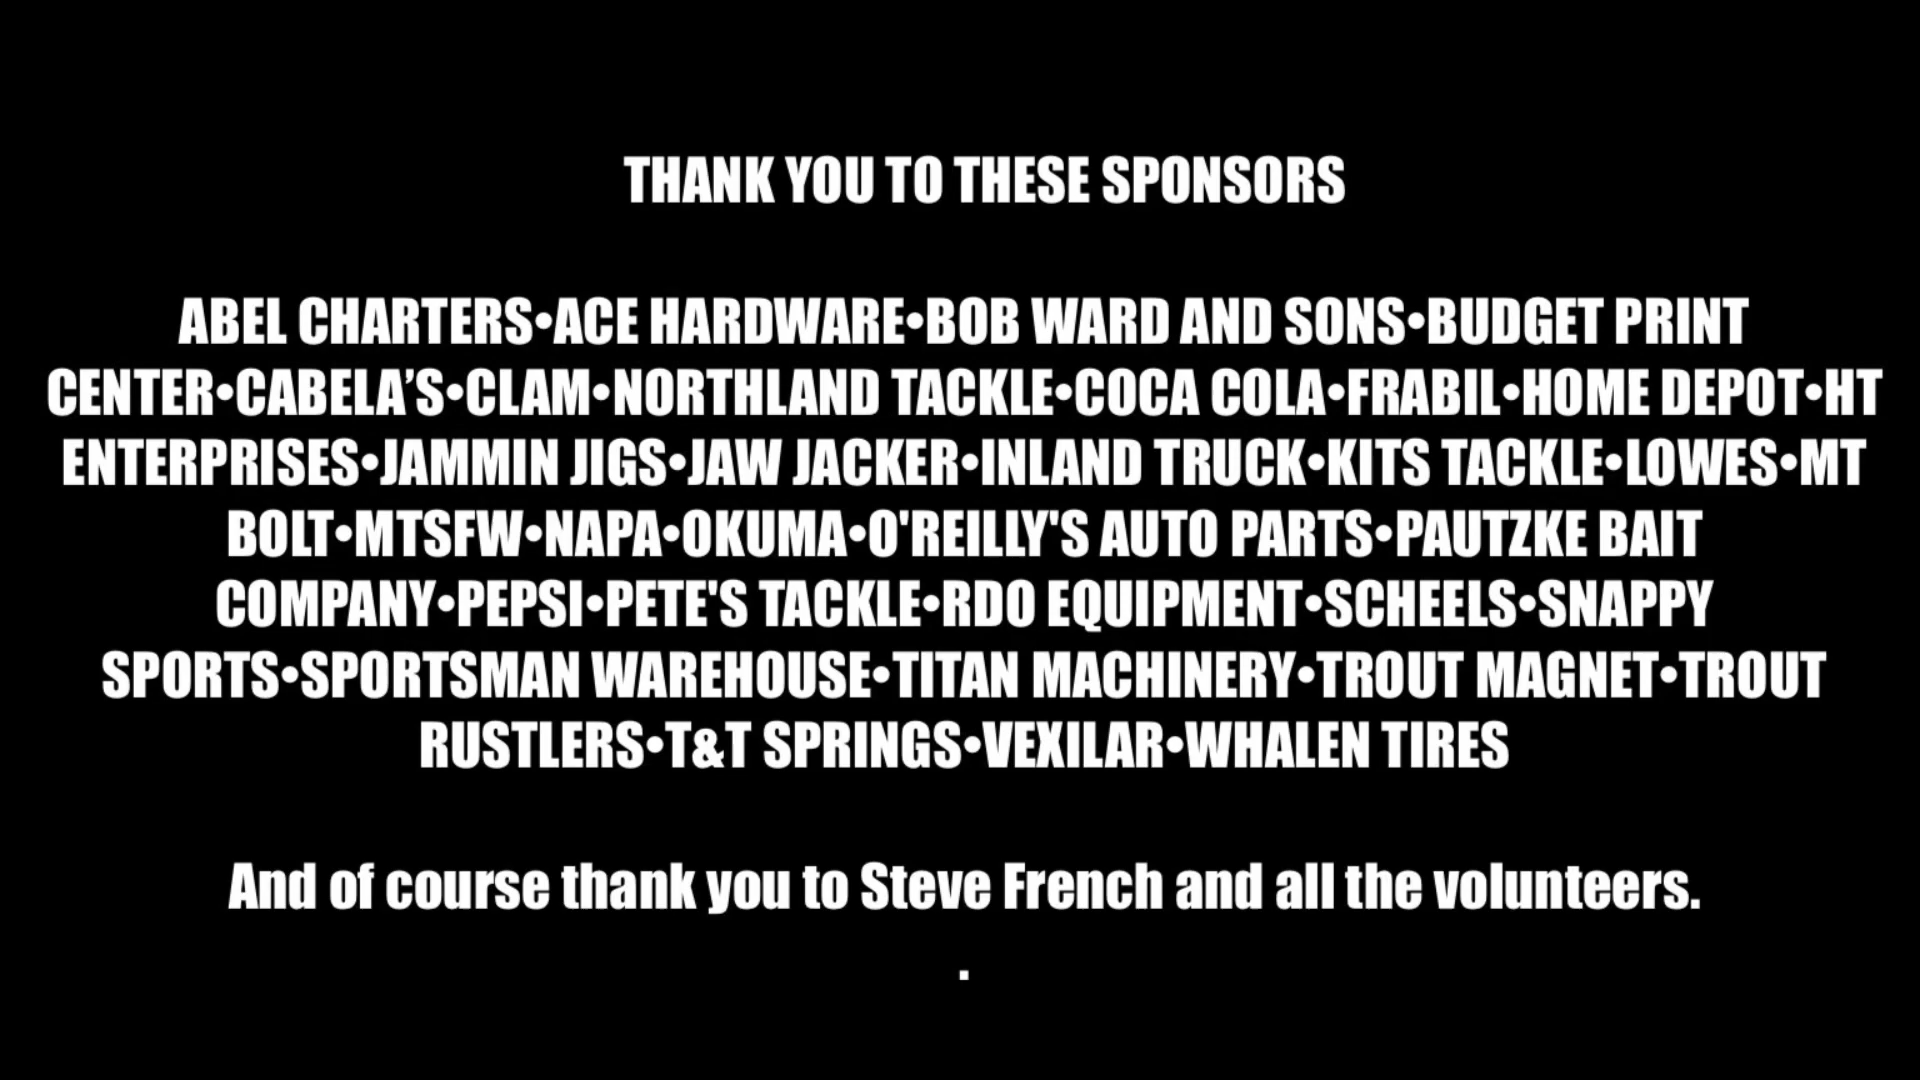 THANK YOU TO THESE SPONSORS
ABEL CHARTERS•ACE HARDWARE•BOB WARD AND SONS•BUDGET PRINT
CENTER•CABELA’S•CLAM•NORTHLAND TACKLE•COCA COLA•FRABIL•HOME DEPOT•HT
ENTERPRISES•JAMMIN JIGS•JAW JACKER•INLAND TRUCK•KITS TACKLE•LOWES•MT
BOLT•MTSFW•NAPA•OKUMA•O'REILLY'S AUTO PARTS•PAUTZKE BAIT
COMPANY•PEPSI•PETE'S TACKLE•RDO EQUIPMENT•SCHEELS•SNAPPY
SPORTS•SPORTSMAN WAREHOUSE•TITAN MACHINERY•TROUT MAGNET•TROUT
RUSTLERS•T&T SPRINGS•VEXILAR•WHALEN TIRES
And of course thank you to Steve French and all the volunteers.
.